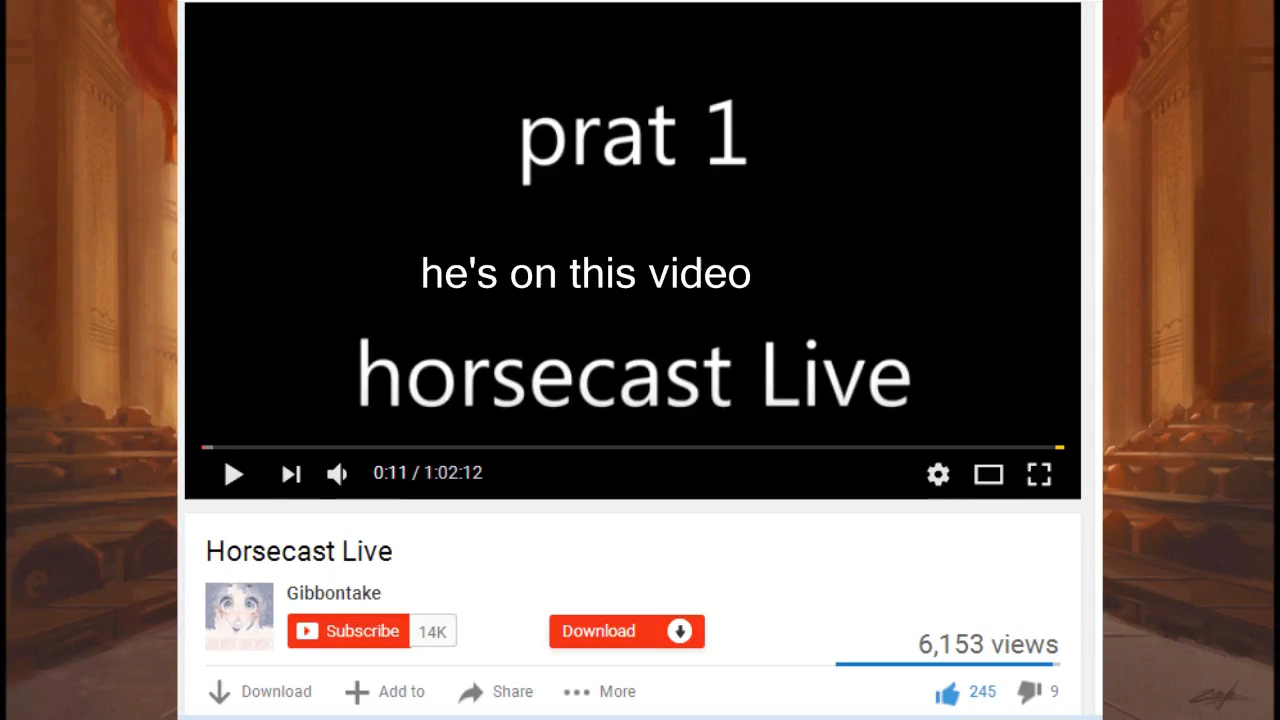 prat 1
he's on this video
horsecast Live
0:11 / 1:02:12
Horsecast Live
Gibbontake
Subscribe 14K
Download
6,153 views
Download Add to Share More
245 9